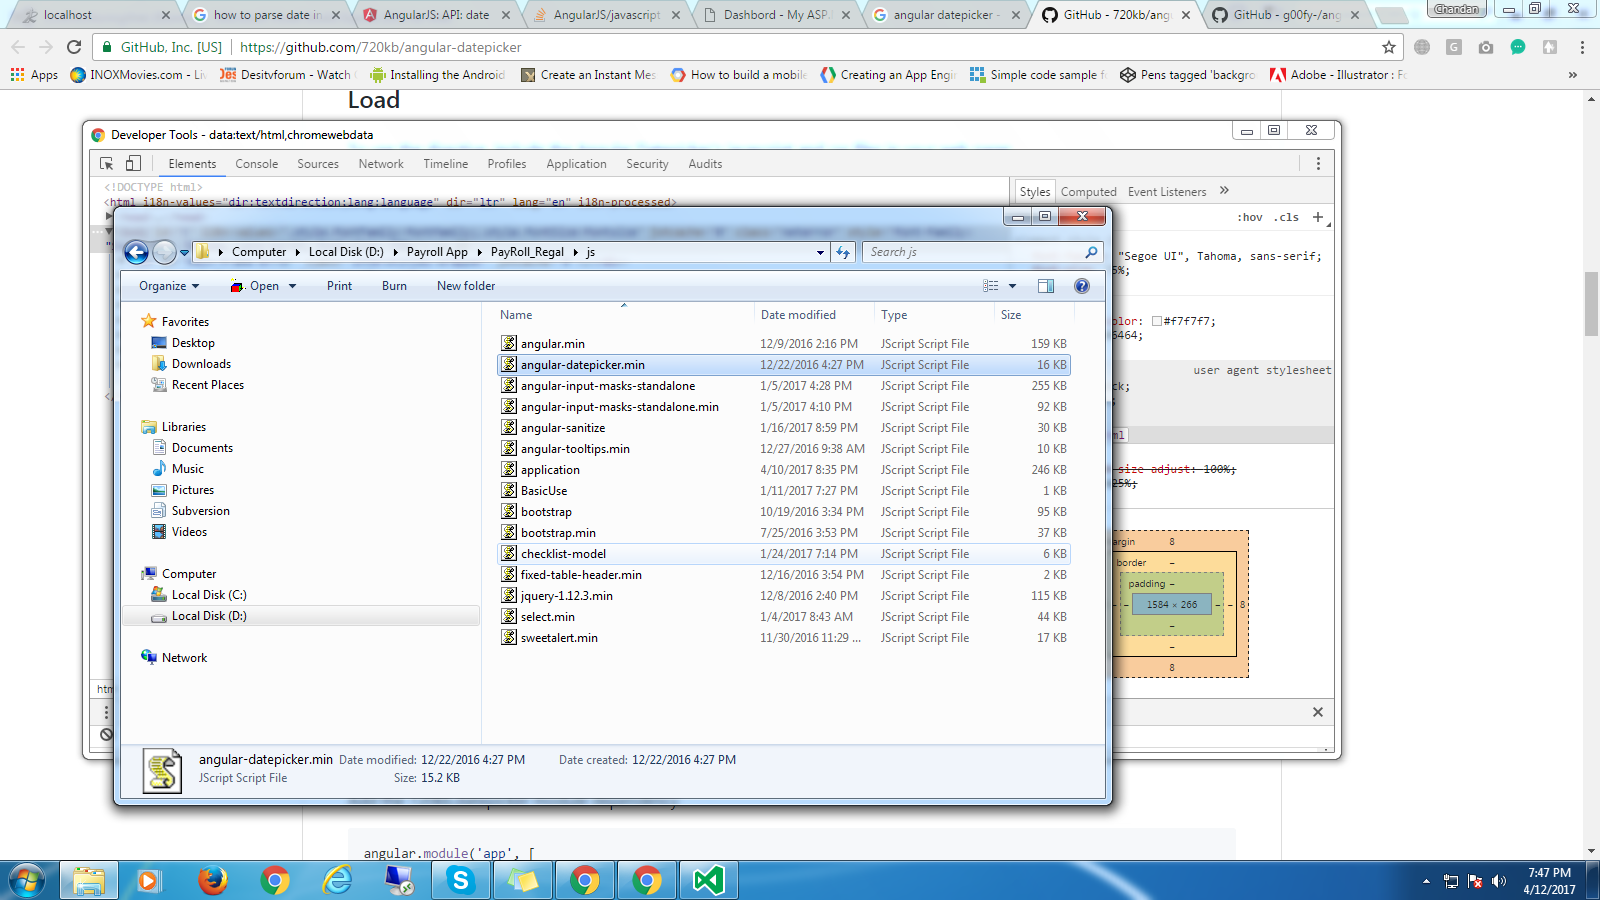 localhost
how to parse date in
AngularJS: API: date
AngularJS/javascript
Dashbord - My ASP.
angular datepicker -
GitHub - 720kb/angu
GitHub - g00fy-/ang
Chandan
GitHub, Inc. [US]
https://github.com/720kb/angular-datepicker
Apps
INOXMovies.com - Liv
Desitvforum - Watch
Installing the Android
Create an Instant Mes
How to build a mobile
Creating an App Engi
Simple code sample f
Pens tagged 'backgro
Adobe - Illustrator : Fo
Load
Developer Tools - data:text/html,chromewebdata
Elements
Console
Sources
Network
Timeline
Profiles
Application
Security
Audits
<!DOCTYPE html>
<html i18n-values="dir:textdirection;lang:language" dir="ltr" lang="en" i18n-processed>
Styles
Computed
Event Listeners
:hov
.cls
"Segoe UI", Tahoma, sans-serif;
5%;
olor: #f7f7f7;
6464;
user agent stylesheet
ck;
size-adjust: 100%;
25%;
argin
8
border
–
padding
–
1584 × 266
–
–
8
–
–
8
Computer
Local Disk (D:)
Payroll App
PayRoll_Regal
js
Search js
Organize
Open
Print
Burn
New folder
Favorites
Desktop
Downloads
Recent Places
Libraries
Documents
Music
Pictures
Subversion
Videos
Computer
Local Disk (C:)
Local Disk (D:)
Network
Name
Date modified
Type
Size
angular.min 12/9/2016 2:16 PM JScript Script File 159 KB
angular-datepicker.min 12/22/2016 4:27 PM JScript Script File 16 KB
angular-input-masks-standalone 1/5/2017 4:28 PM JScript Script File 255 KB
angular-input-masks-standalone.min 1/5/2017 4:10 PM JScript Script File 92 KB
angular-sanitize 1/16/2017 8:59 PM JScript Script File 30 KB
angular-tooltips.min 12/27/2016 9:38 AM JScript Script File 10 KB
application 4/10/2017 8:35 PM JScript Script File 246 KB
BasicUse 1/11/2017 7:27 PM JScript Script File 1 KB
bootstrap 10/19/2016 3:34 PM JScript Script File 95 KB
bootstrap.min 7/25/2016 3:53 PM JScript Script File 37 KB
checklist-model 1/24/2017 7:14 PM JScript Script File 6 KB
fixed-table-header.min 12/16/2016 3:54 PM JScript Script File 2 KB
jquery-1.12.3.min 12/8/2016 2:40 PM JScript Script File 115 KB
select.min 1/4/2017 8:43 AM JScript Script File 44 KB
sweetalert.min 11/30/2016 11:29 ... JScript Script File 17 KB
htm
angular-datepicker.min Date modified: 12/22/2016 4:27 PM Date created: 12/22/2016 4:27 PM
JScript Script File Size: 15.2 KB
angular.module('app', [
7:47 PM
4/12/2017